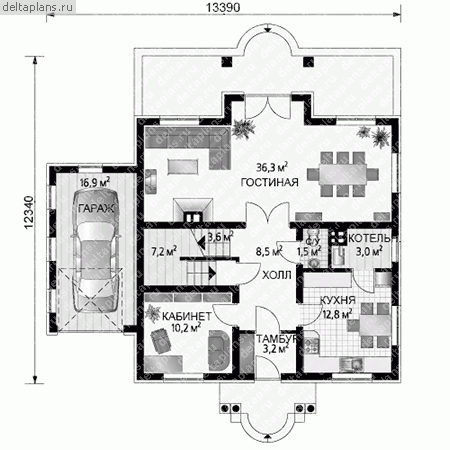 deltaplans.ru
13390
12340
36,3 м²
ГОСТИНАЯ
16,9 м²
ГАРАЖ
3,6 м²
7,2 м²
8,5 м²
ХОЛЛ
С/У
1,5 м²
КОТЕЛЬН.
3,0 м²
КАБИНЕТ
10,2 м²
КУХНЯ
12,8 м²
ТАМБУР
3,2 м²